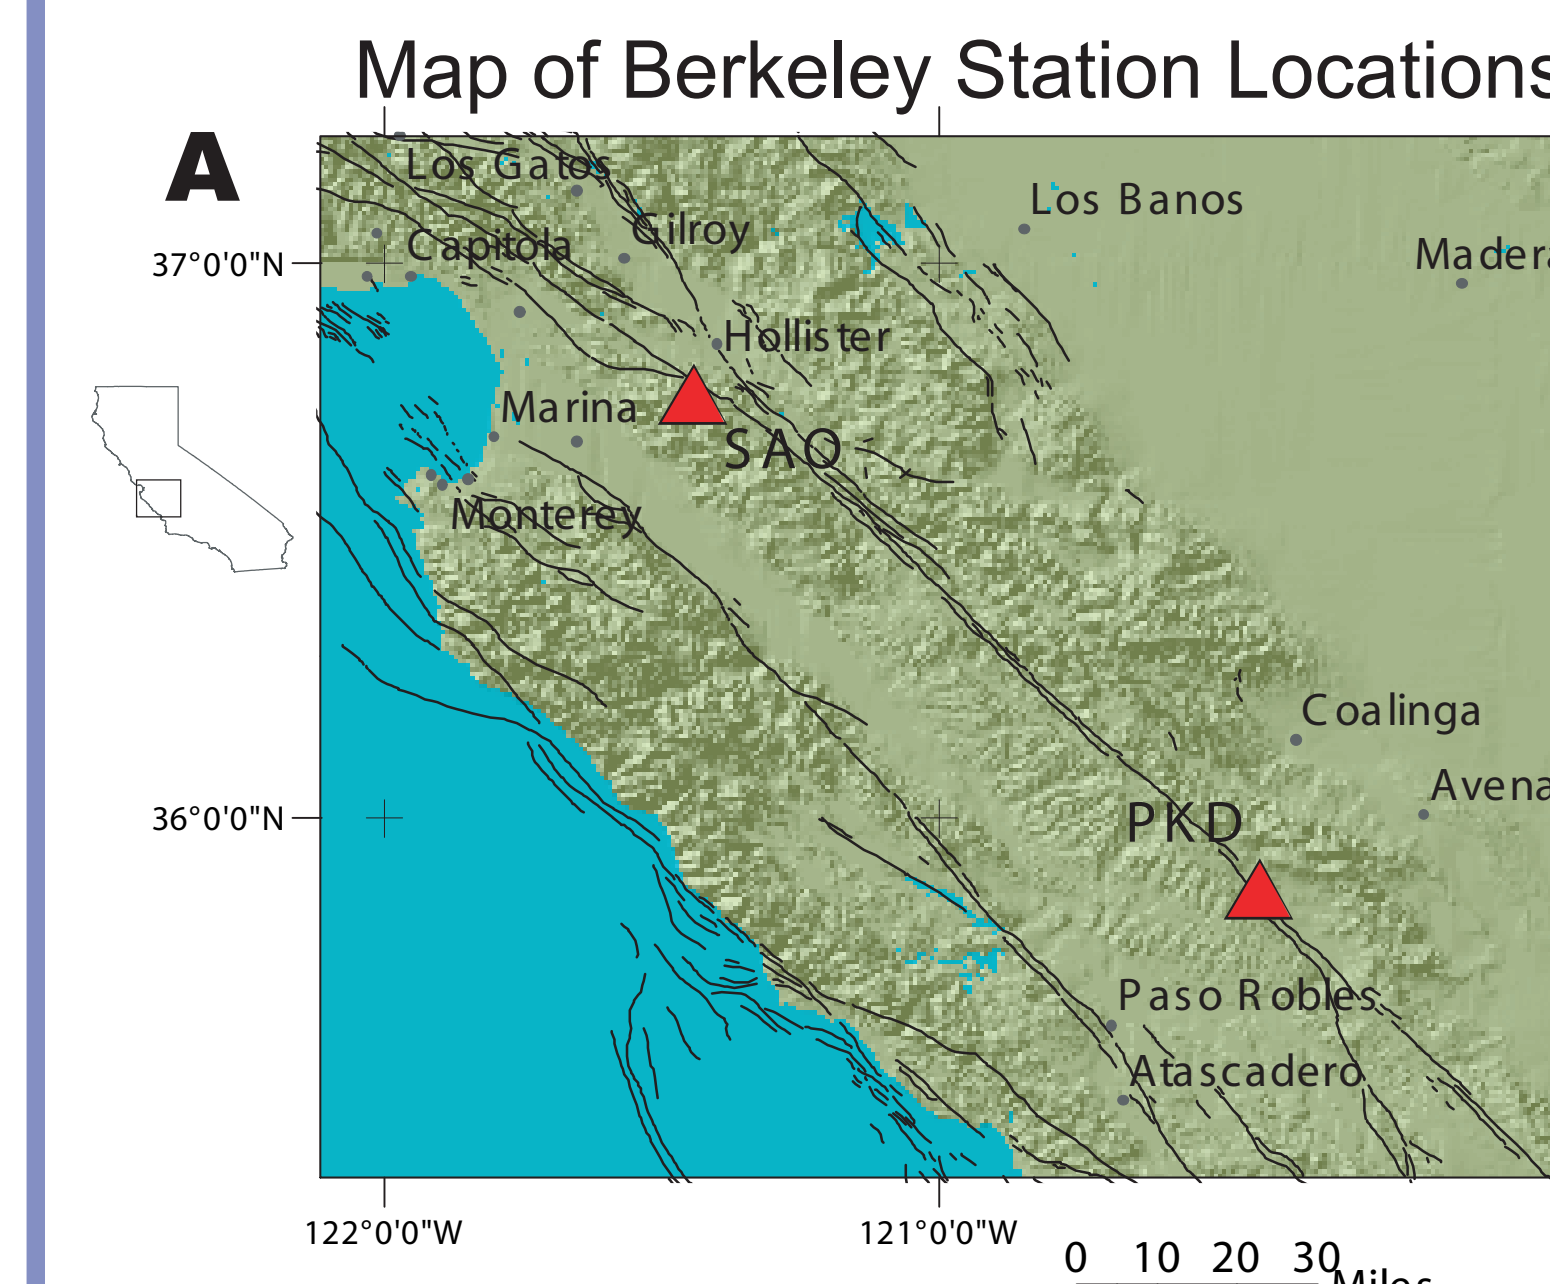 Map of Berkeley Station Locations
A
Los Gatos
Los Banos
Gilroy
Capitola
37°0'0"N
Madera
Hollister
Marina
SAO
Monterey
Coalinga
Avena
PKD
36°0'0"N
Paso Robles
Atascadero
122°0'0"W
121°0'0"W
0 10 20 30
Miles